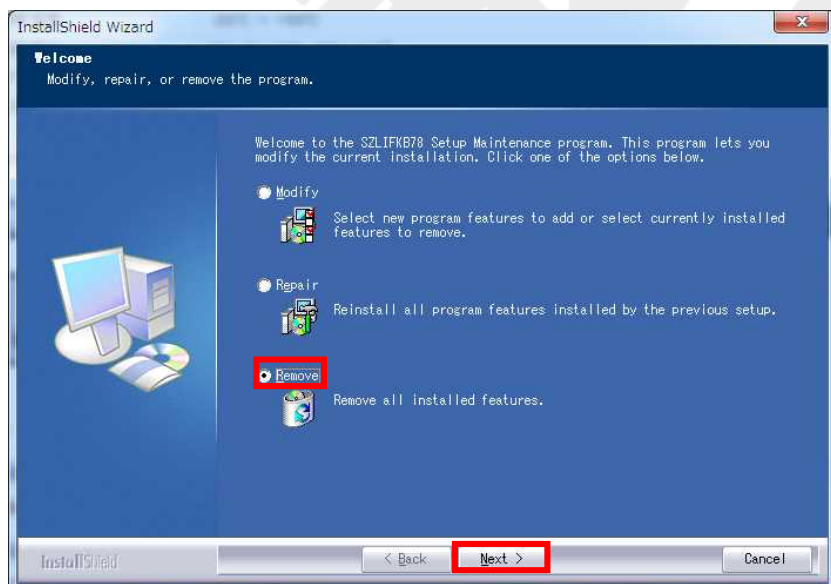 InstallShield Wizard
Welcome
Modify, repair, or remove the program.
Welcome to the SZLIFKB78 Setup Maintenance program. This program lets you
modify the current installation. Click one of the options below.
Modify
Select new program features to add or select currently installed
features to remove.
Repair
Reinstall all program features installed by the previous setup.
Remove
Remove all installed features.
InstallShield
< Back
Next >
Cancel